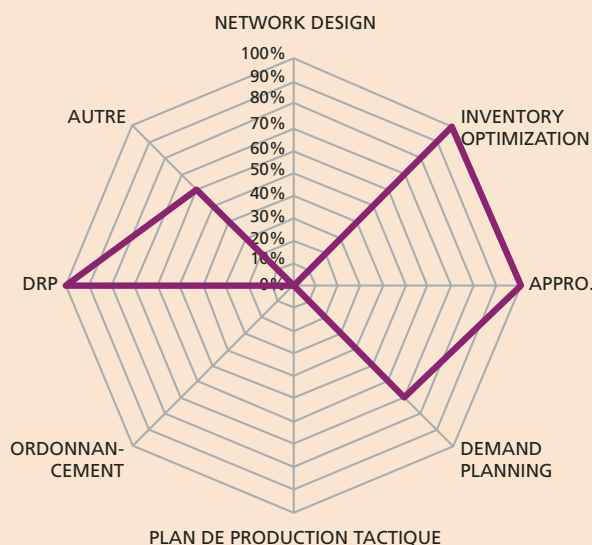 NETWORK DESIGN
100%
90%
80%
70%
60%
50%
40%
30%
20%
10%
0%
INVENTORY
OPTIMIZATION
APPRO.
DEMAND
PLANNING
PLAN DE PRODUCTION TACTIQUE
ORDONNAN-
CEMENT
DRP
AUTRE